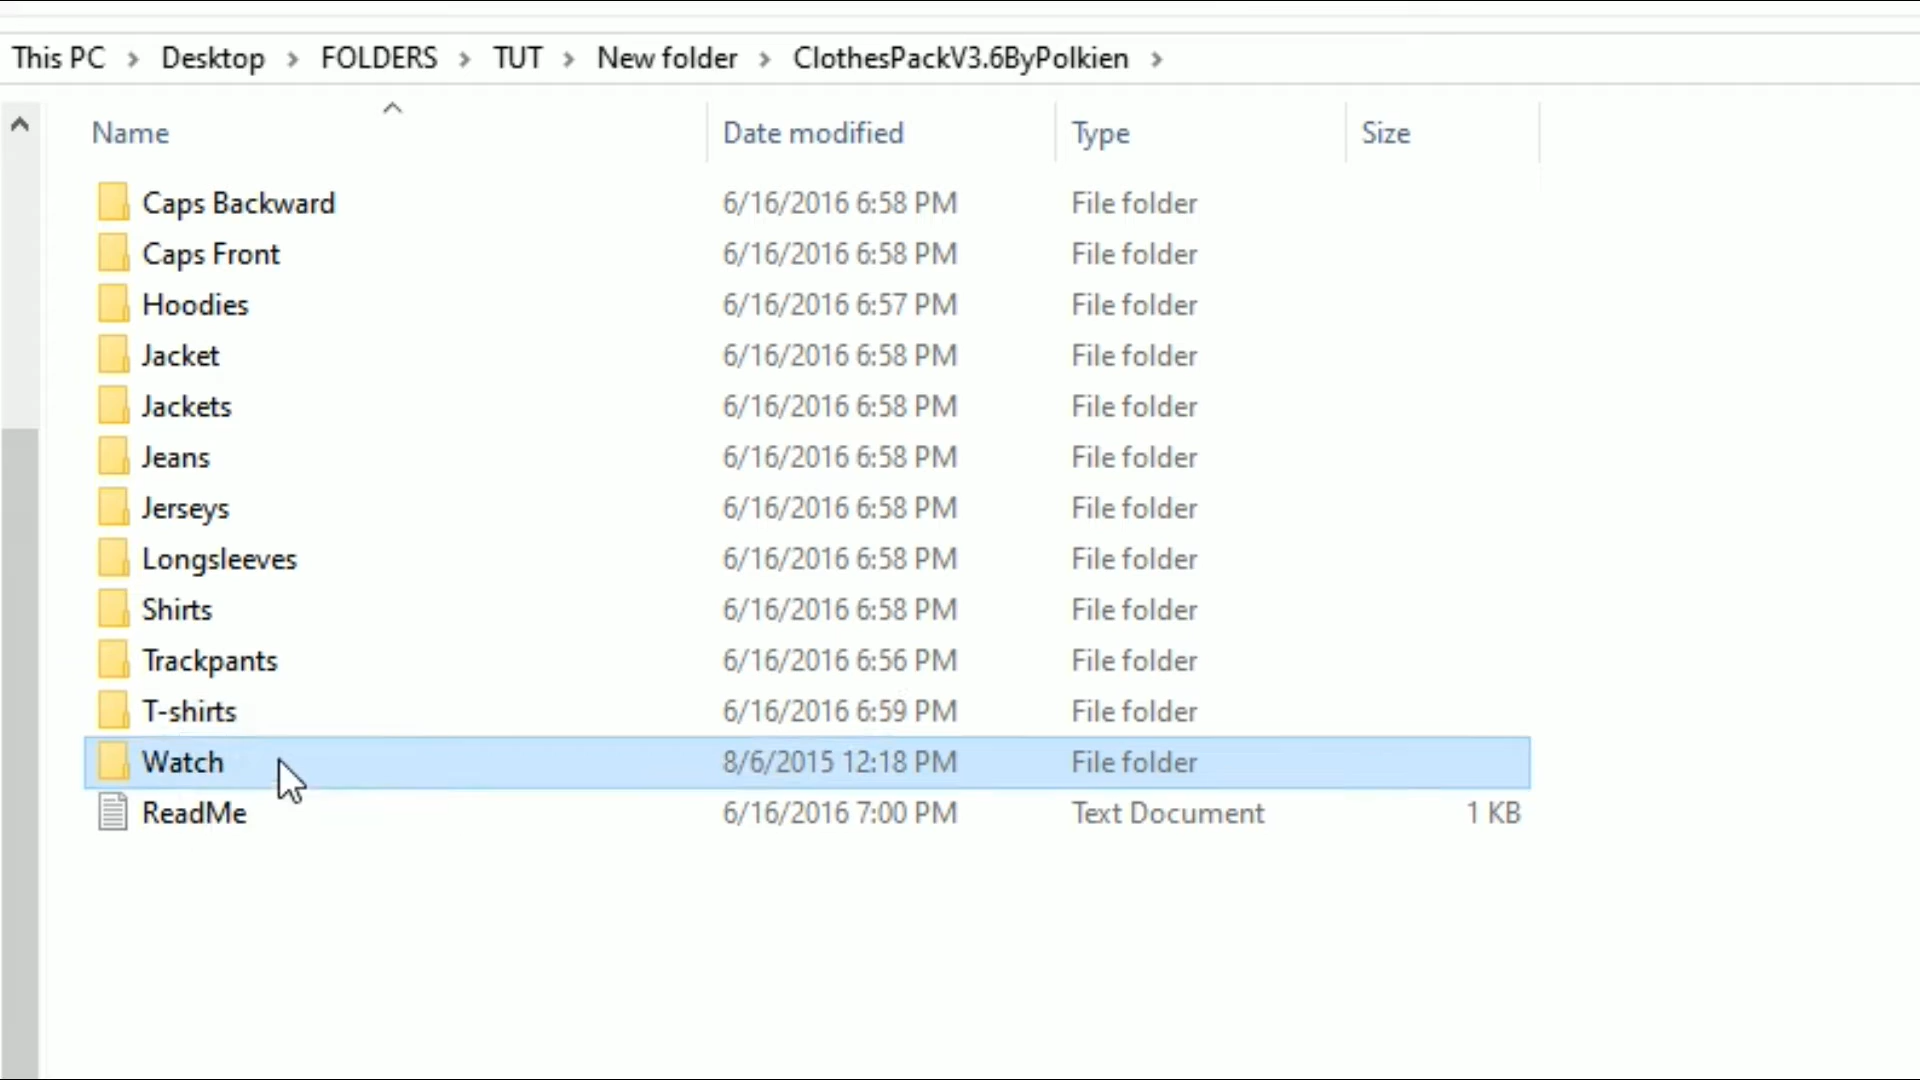 This PC > Desktop > FOLDERS > TUT > New folder > ClothesPackV3.6ByPolkien >
Name Date modified Type Size
Caps Backward 6/16/2016 6:58 PM File folder
Caps Front 6/16/2016 6:58 PM File folder
Hoodies 6/16/2016 6:57 PM File folder
Jacket 6/16/2016 6:58 PM File folder
Jackets 6/16/2016 6:58 PM File folder
Jeans 6/16/2016 6:58 PM File folder
Jerseys 6/16/2016 6:58 PM File folder
Longsleeves 6/16/2016 6:58 PM File folder
Shirts 6/16/2016 6:58 PM File folder
Trackpants 6/16/2016 6:56 PM File folder
T-shirts 6/16/2016 6:59 PM File folder
Watch 8/6/2015 12:18 PM File folder
ReadMe 6/16/2016 7:00 PM Text Document 1 KB